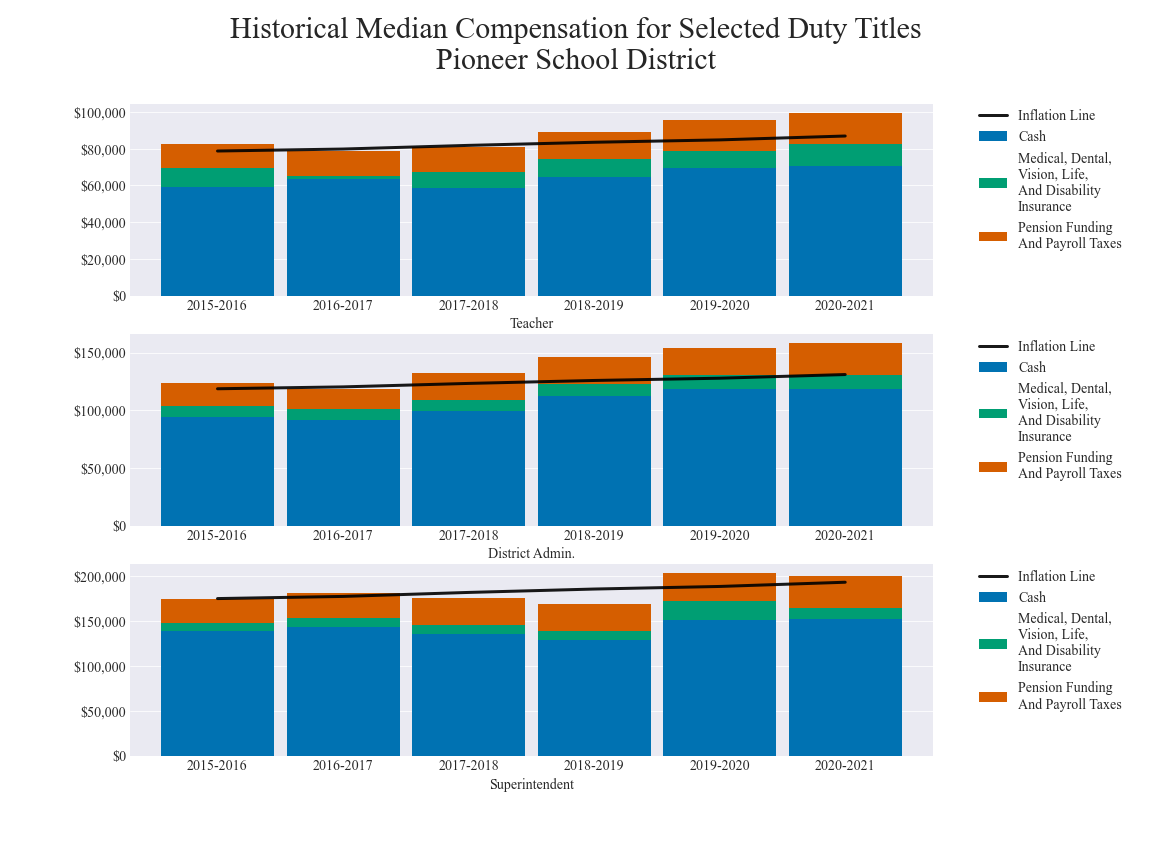 Historical Median Compensation for Selected Duty Titles
Pioneer School District
$100,000
$80,000
$60,000
$40,000
$20,000
$0
2015-2016 2016-2017 2017-2018 2018-2019 2019-2020 2020-2021
Teacher
Inflation Line
Cash
Medical, Dental,
Vision, Life,
And Disability
Insurance
Pension Funding
And Payroll Taxes
$150,000
$100,000
$50,000
$0
2015-2016 2016-2017 2017-2018 2018-2019 2019-2020 2020-2021
District Admin.
Inflation Line
Cash
Medical, Dental,
Vision, Life,
And Disability
Insurance
Pension Funding
And Payroll Taxes
$200,000
$150,000
$100,000
$50,000
$0
2015-2016 2016-2017 2017-2018 2018-2019 2019-2020 2020-2021
Superintendent
Inflation Line
Cash
Medical, Dental,
Vision, Life,
And Disability
Insurance
Pension Funding
And Payroll Taxes